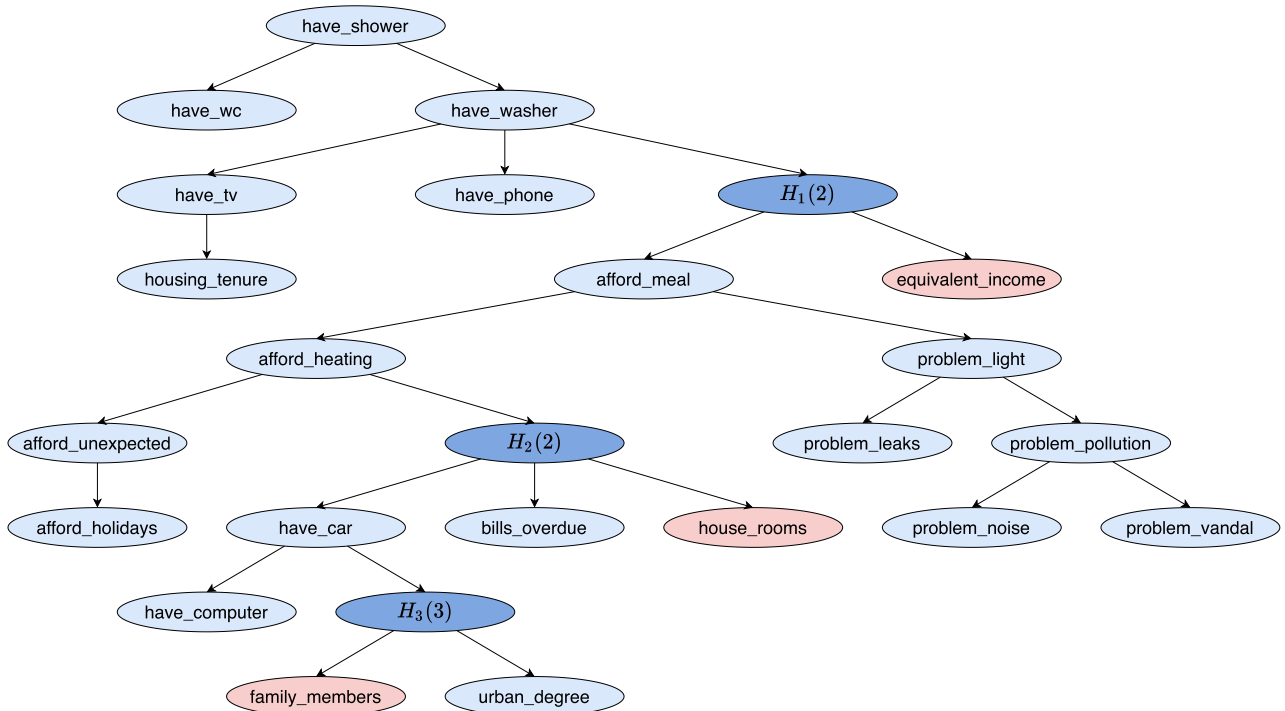 have_shower
have_wc
have_washer
have_tv
have_phone
H₁(2)
housing_tenure
afford_meal
equivalent_income
afford_heating
problem_light
afford_unexpected
H₂(2)
problem_leaks
problem_pollution
afford_holidays
have_car
bills_overdue
house_rooms
problem_noise
problem_vandal
have_computer
H₃(3)
family_members
urban_degree